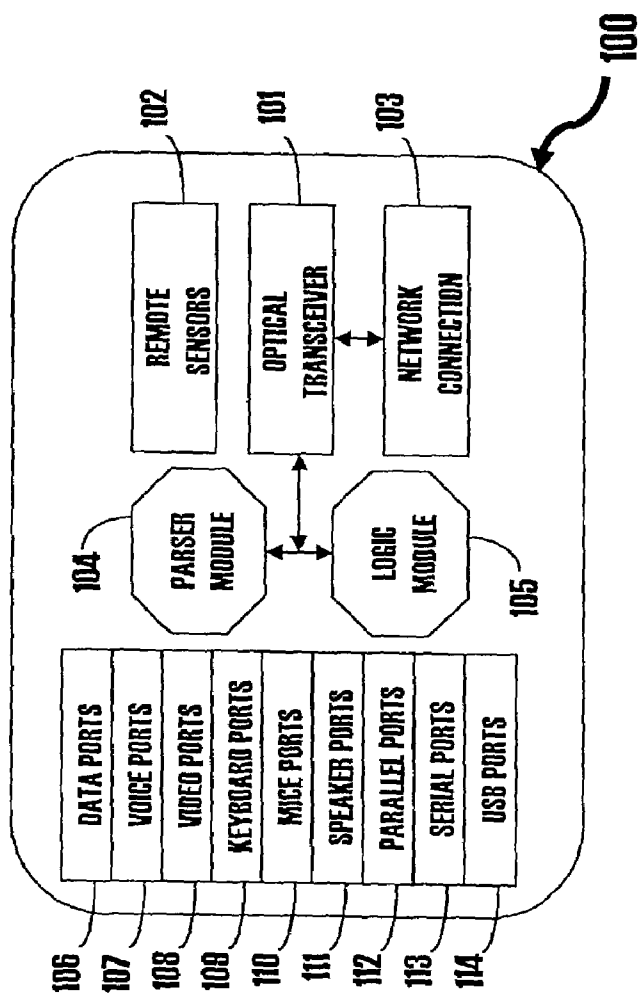 106
107
108
109
110
111
112
113
114
DATA PORTS
VOICE PORTS
VIDEO PORTS
KEYBOARD PORTS
MICE PORTS
SPEAKER PORTS
PARALLEL PORTS
SERIAL PORTS
USB PORTS
104
PARSER
MODULE
LOGIC
MODULE
105
102
REMOTE
SENSORS
101
OPTICAL
TRANSCEIVER
103
NETWORK
CONNECTION
100